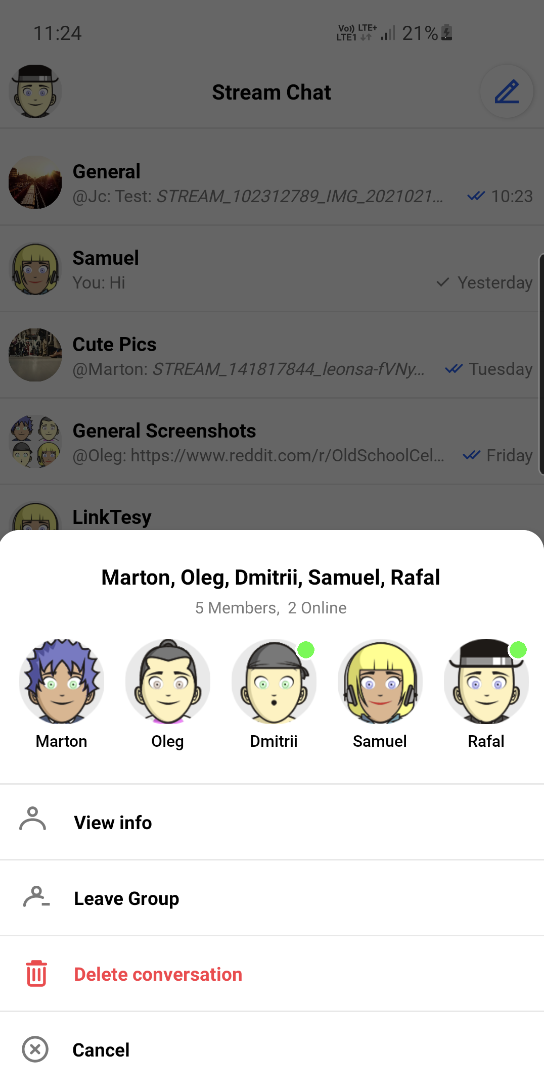 11:24
Vo)) LTE+
LTE1
21%
Stream Chat
General
@Jc: Test: STREAM_102312789_IMG_2021021... 10:23
Samuel
You: Hi Yesterday
Cute Pics
@Marton: STREAM_141817844_leonsa-fVNy... Tuesday
General Screenshots
@Oleg: https://www.reddit.com/r/OldSchoolCel... Friday
LinkTesy
Marton, Oleg, Dmitrii, Samuel, Rafal
5 Members, 2 Online
Marton Oleg Dmitrii Samuel Rafal
View info
Leave Group
Delete conversation
Cancel